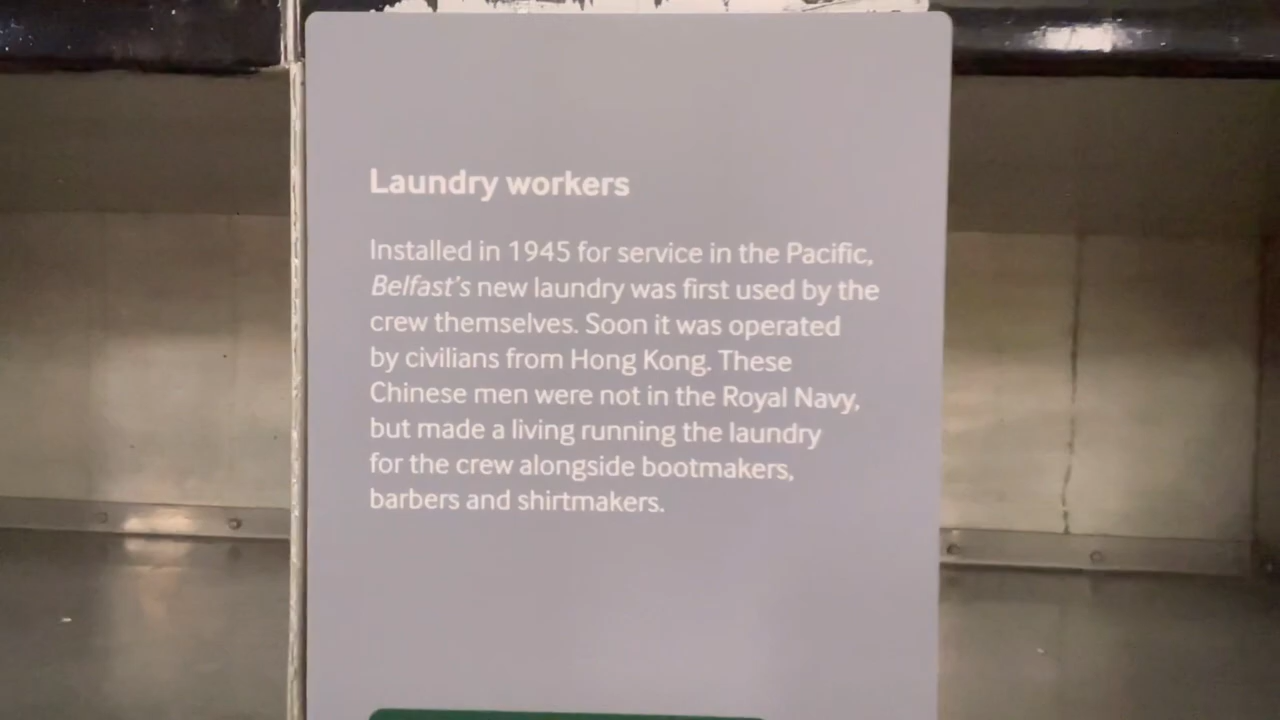 Laundry workers
Installed in 1945 for service in the Pacific,
Belfast's new laundry was first used by the
crew themselves. Soon it was operated
by civilians from Hong Kong. These
Chinese men were not in the Royal Navy,
but made a living running the laundry
for the crew alongside bootmakers,
barbers and shirtmakers.